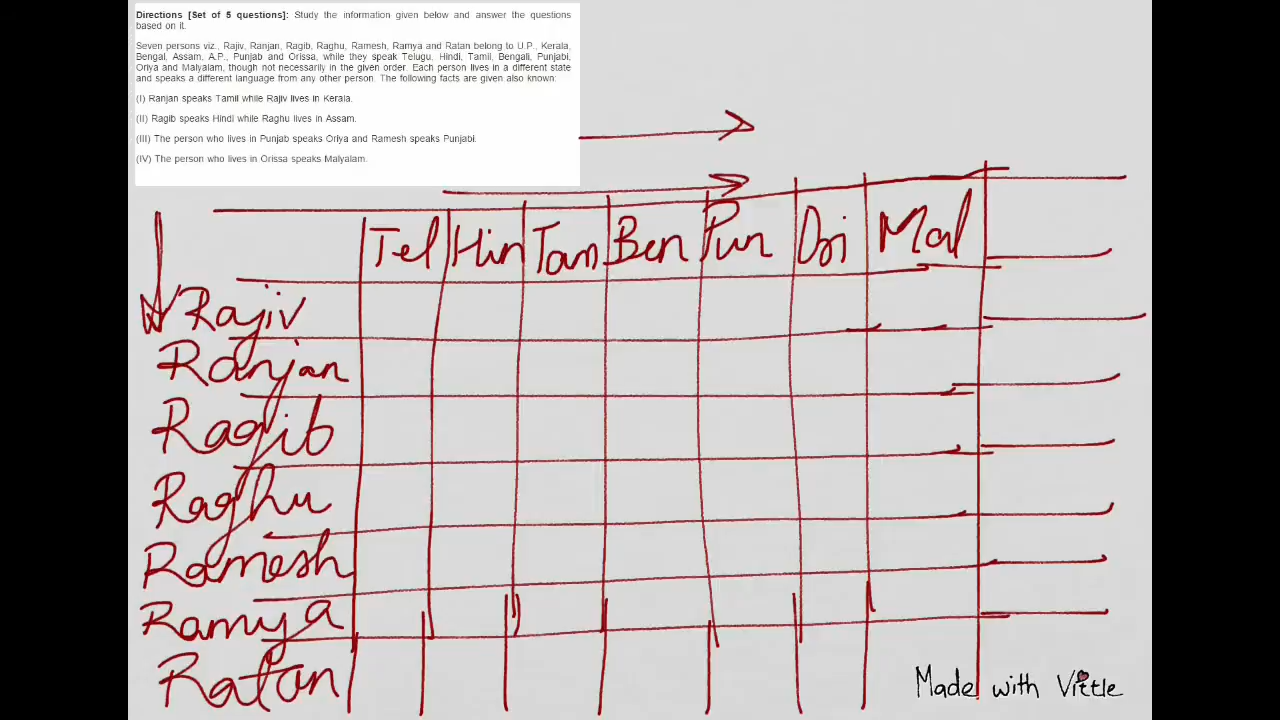 Directions [Set of 5 questions]: Study the information given below and answer the questions
based on it.
Seven persons viz., Rajiv, Ranjan, Ragib, Raghu, Ramesh, Ramya and Ratan belong to U.P., Kerala,
Bengal, Assam, A.P., Punjab and Orissa, while they speak Telugu, Hindi, Tamil, Bengali, Punjabi,
Oriya and Malyalam, though not necessarily in the given order. Each person lives in a different state
and speaks a different language from any other person. The following facts are given also known:
(I) Ranjan speaks Tamil while Rajiv lives in Kerala.
(II) Ragib speaks Hindi while Raghu lives in Assam.
(III) The person who lives in Punjab speaks Oriya and Ramesh speaks Punjabi.
(IV) The person who lives in Orissa speaks Malyalam.
Tel Hin Tam Ben Pun Ori Mal
Rajiv
Ranjan
Ragib
Raghu
Ramesh
Ramya
Ratan
Made with Vittle